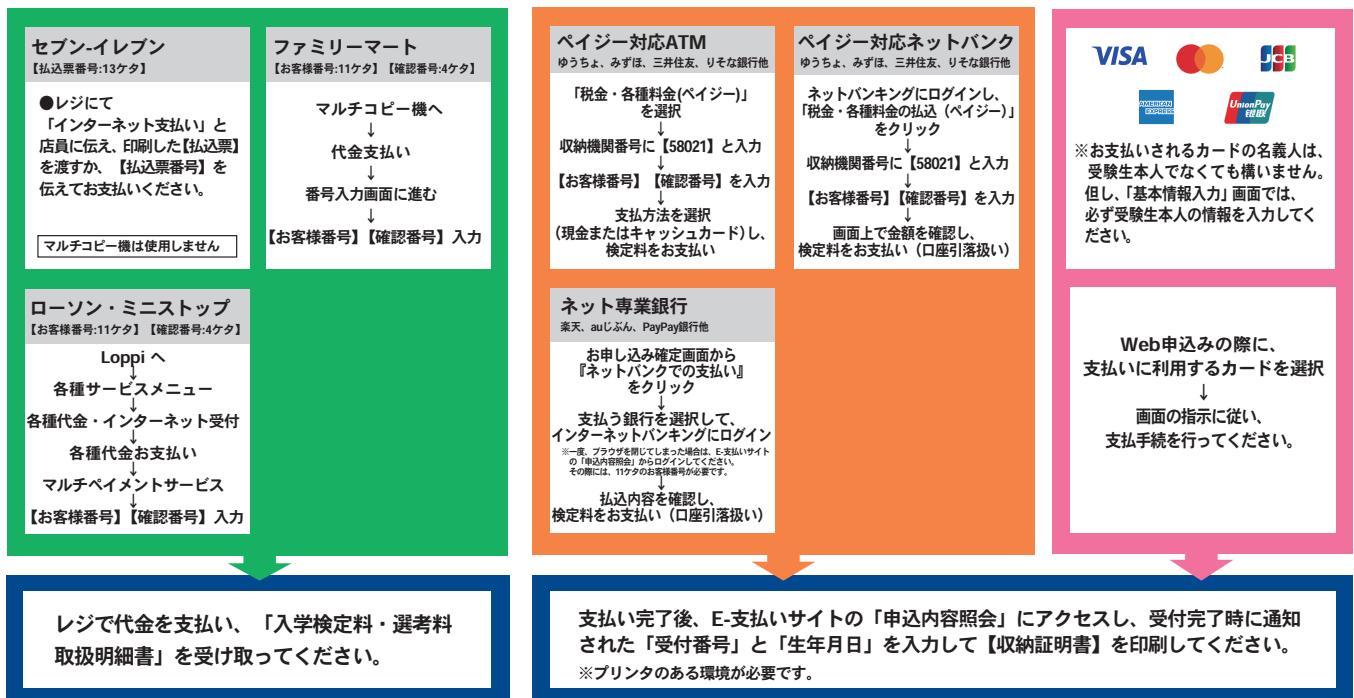 セブン-イレブン
【払込票番号:13ケタ】
●レジにて
「インターネット支払い」と
店員に伝え、印刷した【払込票】
を渡すか、【払込票番号】を
伝えてお支払いください。
マルチコピー機は使用しません
ファミリーマート
【お客様番号:11ケタ】【確認番号:4ケタ】
マルチコピー機へ
↓
代金支払い
↓
番号入力画面に進む
↓
【お客様番号】【確認番号】入力
ローソン・ミニストップ
【お客様番号:11ケタ】【確認番号:4ケタ】
Loppi へ
↓
各種サービスメニュー
↓
各種代金・インターネット受付
↓
各種代金お支払い
↓
マルチペイメントサービス
↓
【お客様番号】【確認番号】入力
ペイジー対応ATM
ゆうちょ、みずほ、三井住友、りそな銀行他
「税金・各種料金(ペイジー)」
を選択
↓
収納機関番号に【58021】と入力
↓
【お客様番号】【確認番号】を入力
↓
支払方法を選択
(現金またはキャッシュカード)し、
検定料をお支払い
ペイジー対応ネットバンク
ゆうちょ、みずほ、三井住友、りそな銀行他
ネットバンキングにログインし、
「税金・各種料金の払込(ペイジー)」
をクリック
↓
収納機関番号に【58021】と入力
↓
【お客様番号】【確認番号】を入力
↓
画面上で金額を確認し、
検定料をお支払い(口座引落扱い)
ネット専業銀行
楽天、auじぶん、PayPay銀行他
お申し込み確定画面から
『ネットバンクでの支払い』
をクリック
↓
支払う銀行を選択して、
インターネットバンキングにログイン
※一度、ブラウザを閉じてしまった場合は、E-支払いサイト
の「申込内容照会」からログインしてください。
その際には、11ケタのお客様番号が必要です。
↓
払込内容を確認し、
検定料をお支払い(口座引落扱い)
VISA
JCB
AMERICAN
EXPRESS
UnionPay
银联
※お支払いされるカードの名義人は、
受験生本人でなくても構いません。
但し、「基本情報入力」画面では、
必ず受験生本人の情報を入力してく
ださい。
Web申込みの際に、
支払いに利用するカードを選択
↓
画面の指示に従い、
支払手続を行ってください。
レジで代金を支払い、「入学検定料・選考料
取扱明細書」を受け取ってください。
支払い完了後、E-支払いサイトの「申込内容照会」にアクセスし、受付完了時に通知
された「受付番号」と「生年月日」を入力して【収納証明書】を印刷してください。
※プリンタのある環境が必要です。